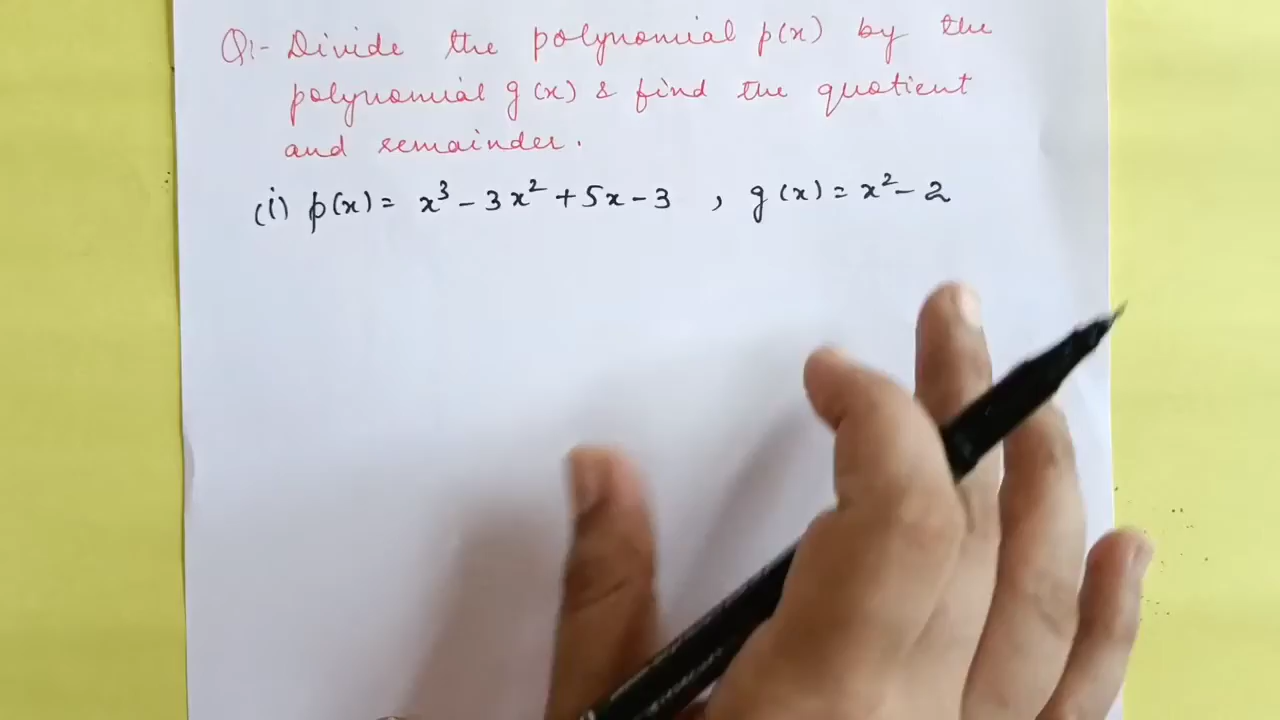 Q:- Divide the polynomial p(x) by the
polynomial g(x) & find the quotient
and remainder.
(i) p(x) = x³ - 3x² + 5x - 3 , g(x) = x² - 2